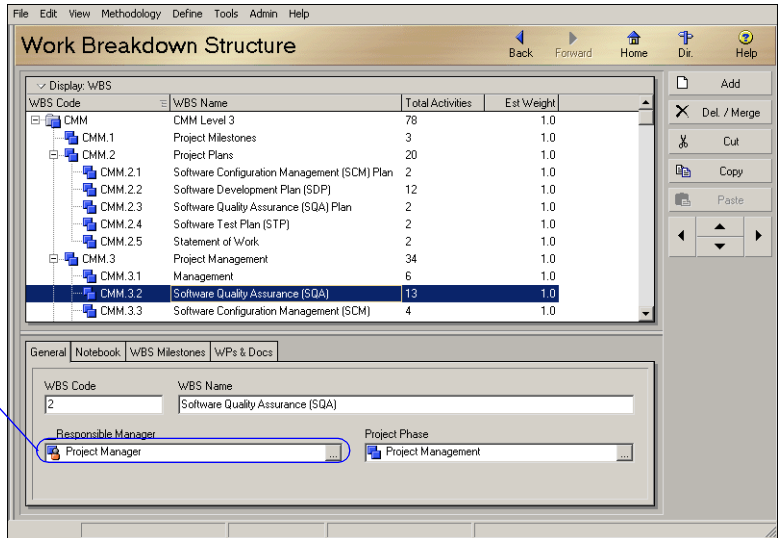 File Edit View Methodology Define Tools Admin Help
Work Breakdown Structure
Back Forward Home Dir. Help
Display: WBS
WBS Code WBS Name Total Activities Est Weight
CMM CMM Level 3 78 1.0
CMM.1 Project Milestones 3 1.0
CMM.2 Project Plans 20 1.0
CMM.2.1 Software Configuration Management (SCM) Plan 2 1.0
CMM.2.2 Software Development Plan (SDP) 12 1.0
CMM.2.3 Software Quality Assurance (SQA) Plan 2 1.0
CMM.2.4 Software Test Plan (STP) 2 1.0
CMM.2.5 Statement of Work 2 1.0
CMM.3 Project Management 34 1.0
CMM.3.1 Management 6 1.0
CMM.3.2 Software Quality Assurance (SQA) 13 1.0
CMM.3.3 Software Configuration Management (SCM) 4 1.0
Add
Del. / Merge
Cut
Copy
Paste
General Notebook WBS Milestones WPs & Docs
WBS Code WBS Name
2 Software Quality Assurance (SQA)
Responsible Manager Project Phase
Project Manager ... Project Management ...